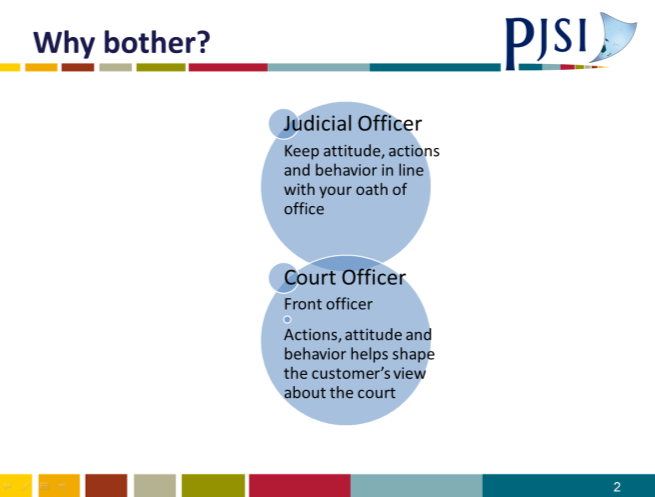 Why bother?
PJSI
Judicial Officer
Keep attitude, actions
and behavior in line
with your oath of
office
Court Officer
Front officer
Actions, attitude and
behavior helps shape
the customer's view
about the court
2